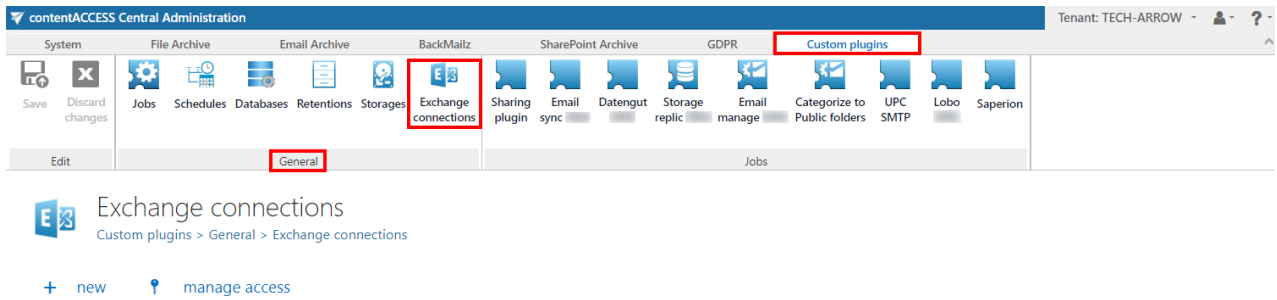 contentACCESS Central Administration
Tenant: TECH-ARROW
?
System File Archive Email Archive BackMailz SharePoint Archive GDPR Custom plugins
Save Discard changes Jobs Schedules Databases Retentions Storages Exchange connections Sharing plugin Email sync Datengut Storage replic Email manage Categorize to Public folders UPC SMTP Lobo Saperion
Edit General Jobs
Exchange connections
Custom plugins > General > Exchange connections
+ new manage access